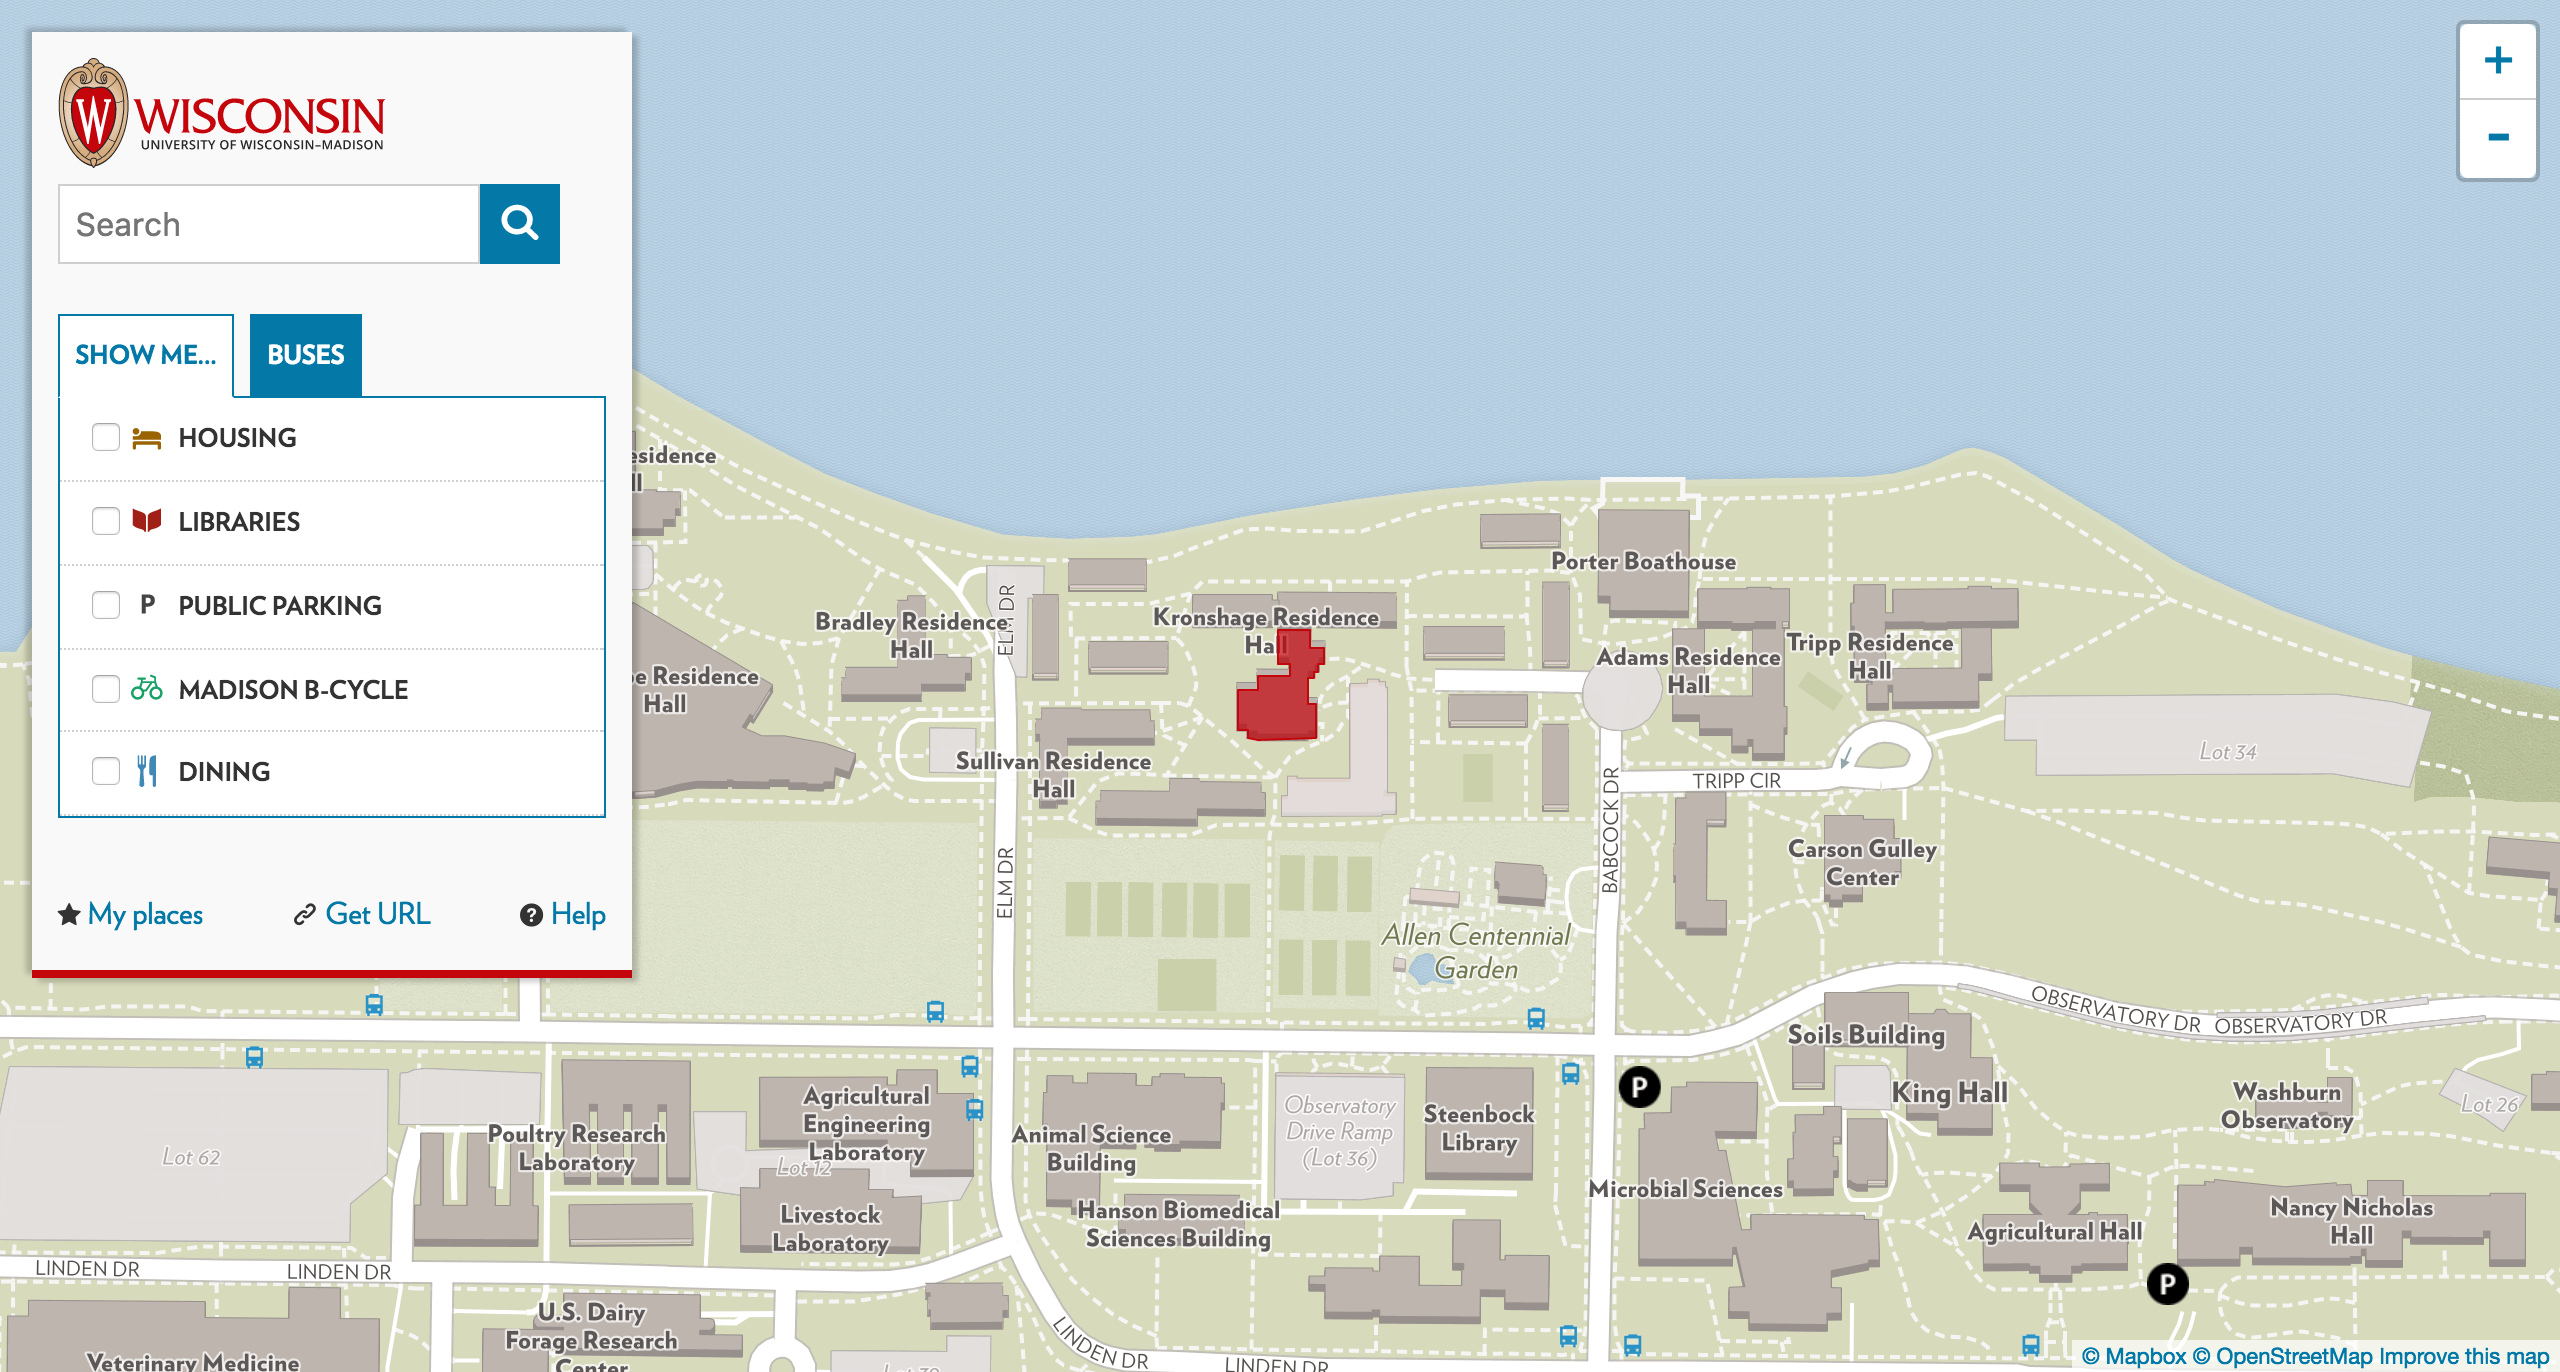 WISCONSIN
UNIVERSITY OF WISCONSIN–MADISON
Search
SHOW ME...
BUSES
HOUSING
LIBRARIES
P PUBLIC PARKING
MADISON B-CYCLE
DINING
My places
Get URL
? Help
+
−
esidence
ll
e Residence
Hall
Bradley Residence
Hall
ELM DR
Kronshage Residence
Hall
Sullivan Residence
Hall
Porter Boathouse
Adams Residence
Hall
Tripp Residence
Hall
Lot 34
TRIPP CIR
BABCOCK DR
Carson Gulley
Center
ELM DR
Allen Centennial
Garden
OBSERVATORY DR
OBSERVATORY DR
Soils Building
King Hall
Washburn
Observatory
Lot 26
Lot 62
Poultry Research
Laboratory
Agricultural
Engineering
Laboratory
Lot 12
Livestock
Laboratory
Animal Science
Building
Hanson Biomedical
Sciences Building
Observatory
Drive Ramp
(Lot 36)
Steenbock
Library
P
Microbial Sciences
Agricultural Hall
Nancy Nicholas
Hall
P
LINDEN DR
LINDEN DR
U.S. Dairy
Forage Research
Center
Veterinary Medicine
LINDEN DR
LINDEN DR
© Mapbox © OpenStreetMap Improve this map